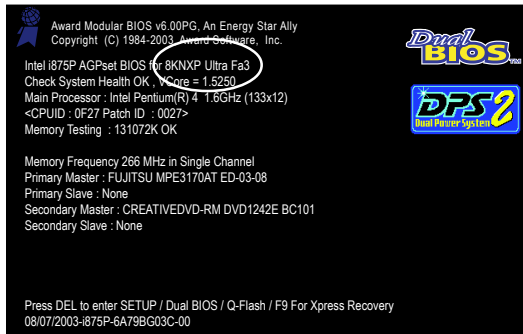 Award Modular BIOS v6.00PG, An Energy Star Ally
Copyright (C) 1984-2003 Award Software, Inc.
Dual
BIOS TM
Intel i875P AGPset BIOS for 8KNXP Ultra Fa3
Check System Health OK , VCore = 1.5250
Main Processor : Intel Pentium(R) 4 1.6GHz (133x12)
<CPUID : 0F27 Patch ID : 0027>
Memory Testing : 131072K OK
DPS 2
Dual Power System
Memory Frequency 266 MHz in Single Channel
Primary Master : FUJITSU MPE3170AT ED-03-08
Primary Slave : None
Secondary Master : CREATIVEDVD-RM DVD1242E BC101
Secondary Slave : None
Press DEL to enter SETUP / Dual BIOS / Q-Flash / F9 For Xpress Recovery
08/07/2003-i875P-6A79BG03C-00